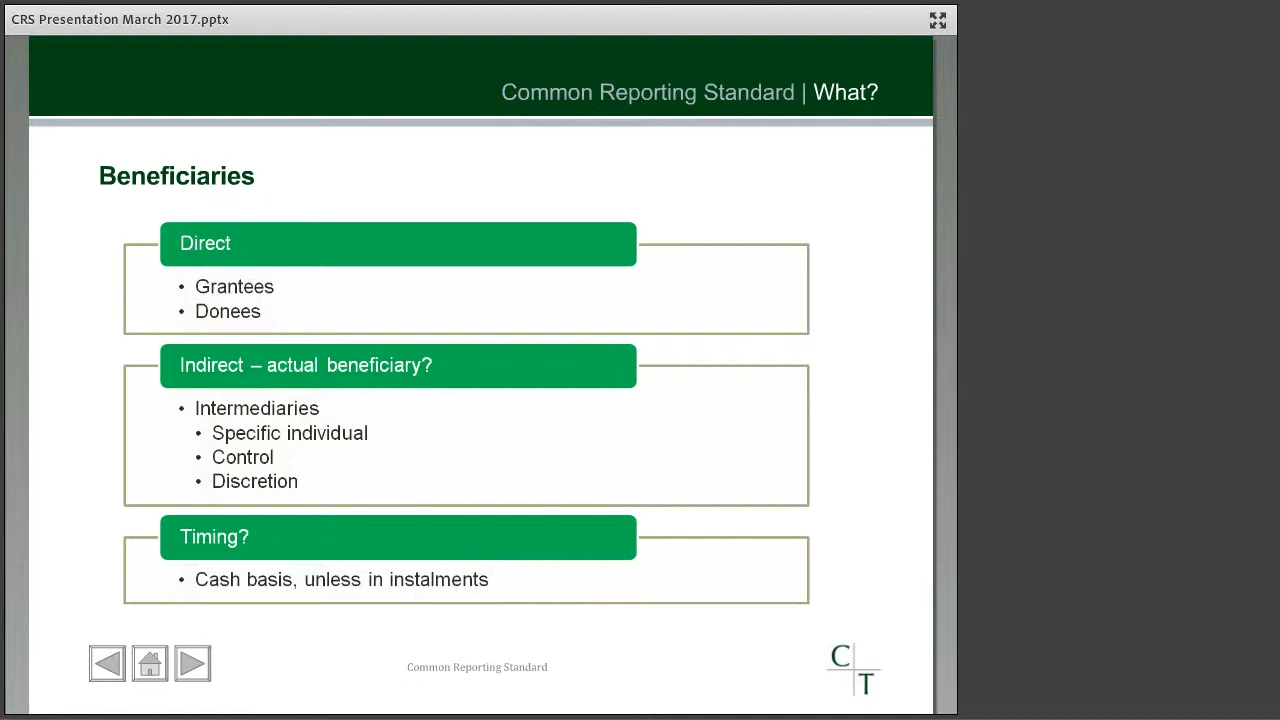 CRS Presentation March 2017.pptx
Common Reporting Standard | What?
Beneficiaries
Direct
• Grantees
• Donees
Indirect – actual beneficiary?
• Intermediaries
• Specific individual
• Control
• Discretion
Timing?
• Cash basis, unless in instalments
Common Reporting Standard
C
T